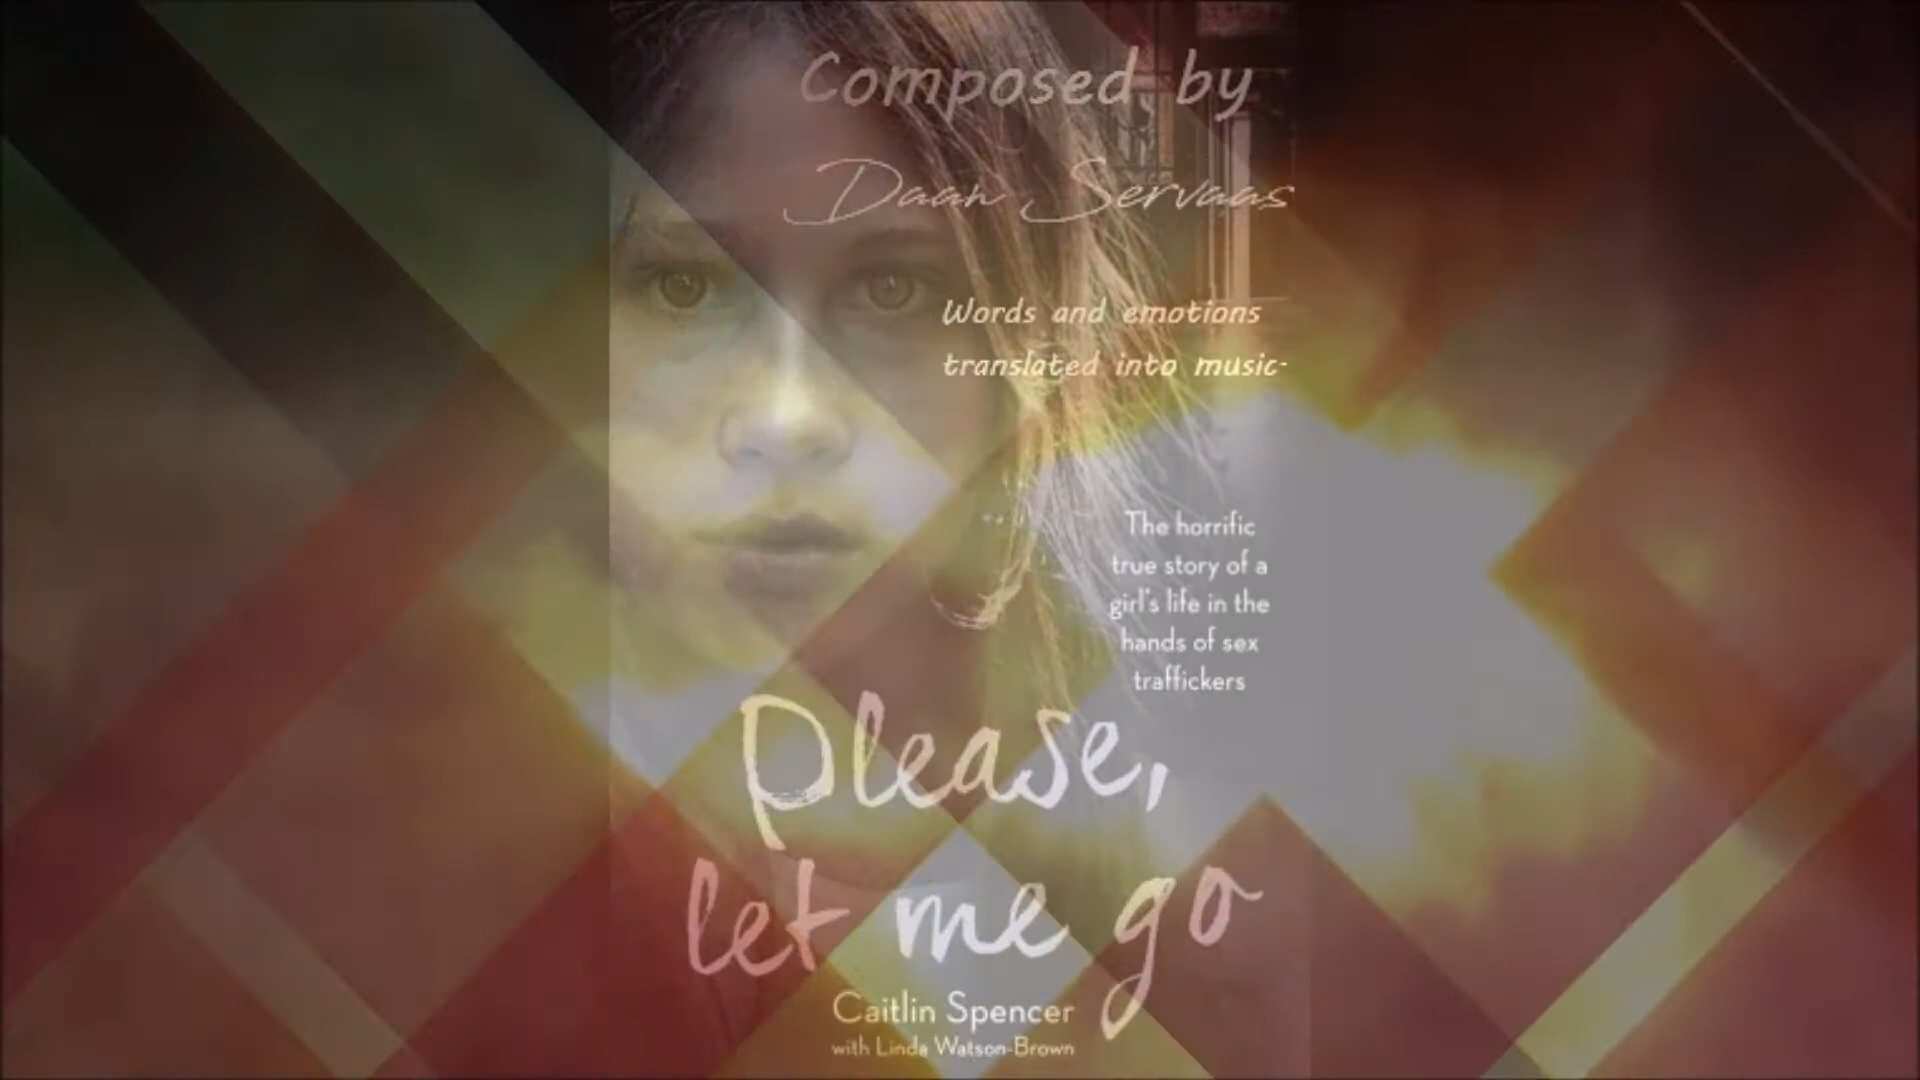 Composed by
Daan Servaas
Words and emotions
translated into music-
The horrific
true story of a
girl's life in the
hands of sex
traffickers
Please,
let me go
Caitlin Spencer
with Linda Watson-Brown